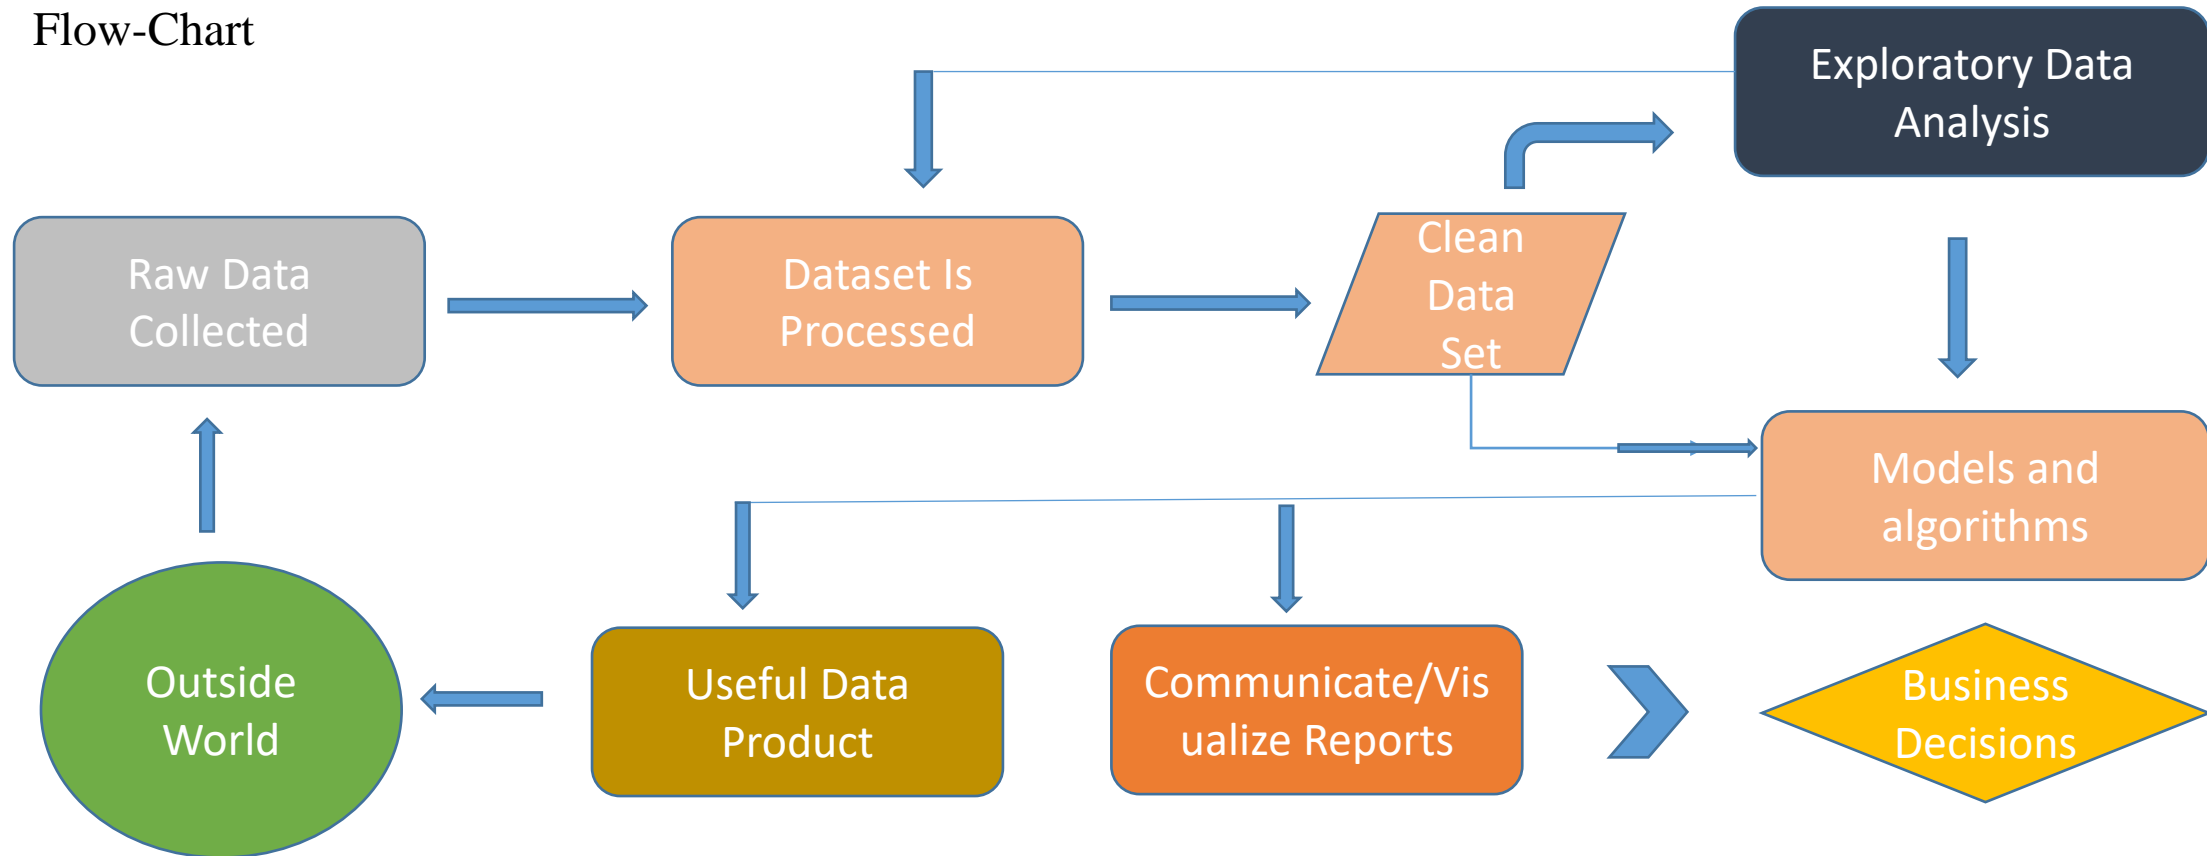 Flow-Chart
Exploratory Data
Analysis
Raw Data
Collected
Dataset Is
Processed
Clean
Data
Set
Models and
algorithms
Outside
World
Useful Data
Product
Communicate/Vis
ualize Reports
Business
Decisions